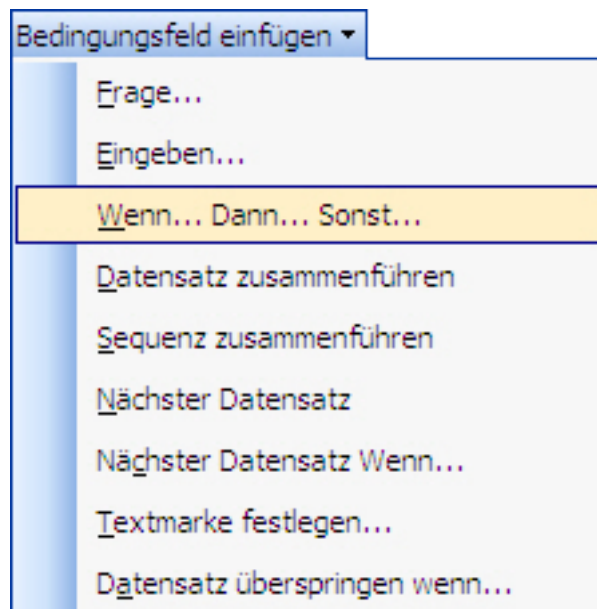 Bedingungsfeld einfügen
Frage...
Eingeben...
Wenn... Dann... Sonst...
Datensatz zusammenführen
Sequenz zusammenführen
Nächster Datensatz
Nächster Datensatz Wenn...
Textmarke festlegen...
Datensatz überspringen wenn...